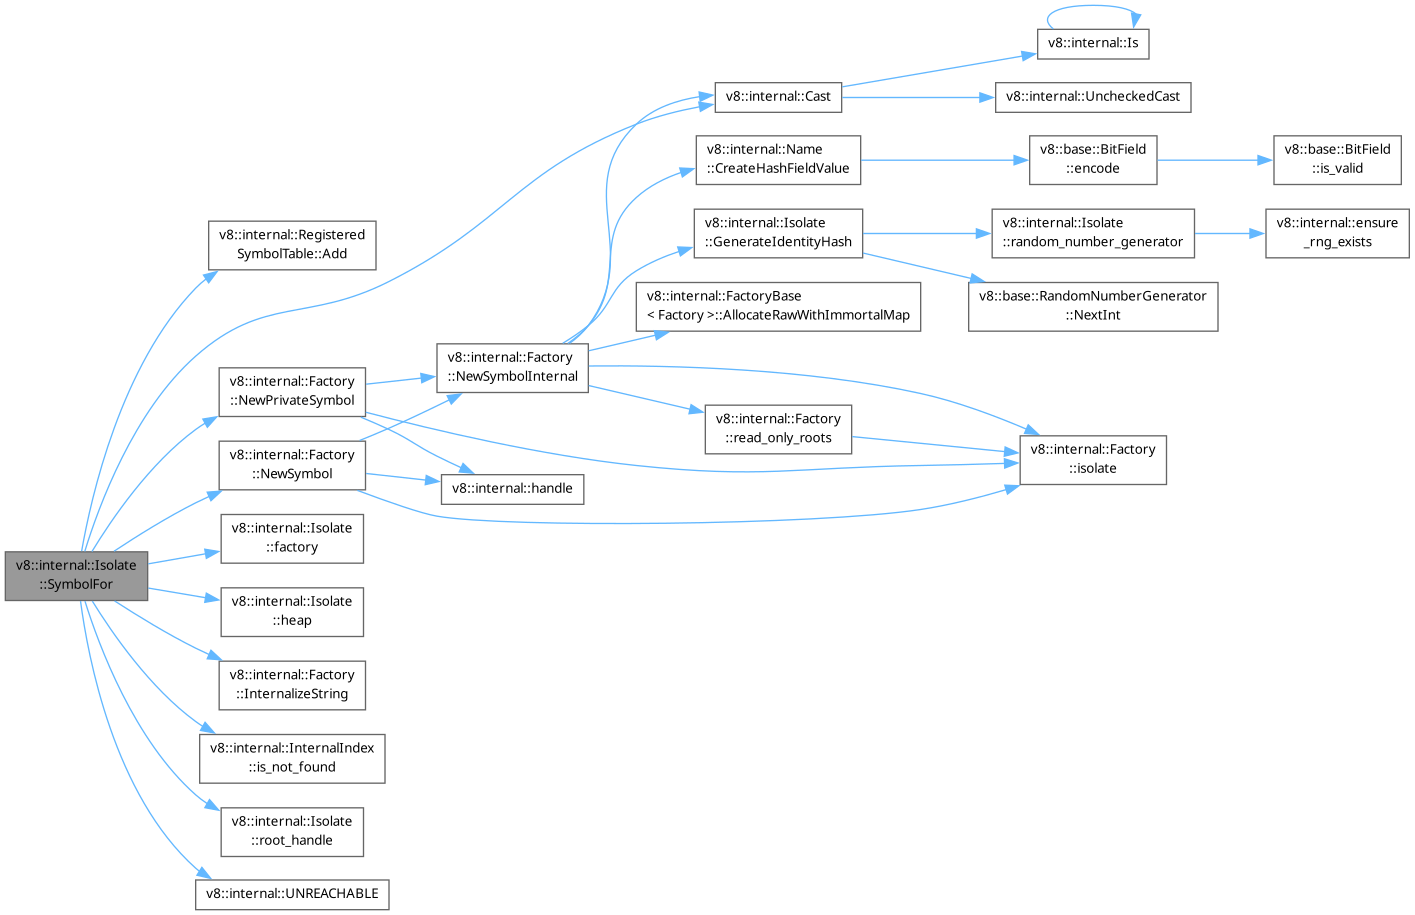 v8::internal::Is
v8::internal::Cast
v8::internal::UncheckedCast
v8::internal::Name
::CreateHashFieldValue
v8::base::BitField
::encode
v8::base::BitField
::is_valid
v8::internal::Registered
SymbolTable::Add
v8::internal::Isolate
::GenerateIdentityHash
v8::internal::Isolate
::random_number_generator
v8::internal::ensure
_rng_exists
v8::internal::FactoryBase
< Factory >::AllocateRawWithImmortalMap
v8::base::RandomNumberGenerator
::NextInt
v8::internal::Factory
::NewSymbolInternal
v8::internal::Factory
::NewPrivateSymbol
v8::internal::Factory
::read_only_roots
v8::internal::Factory
::NewSymbol
v8::internal::Factory
::isolate
v8::internal::handle
v8::internal::Isolate
::factory
v8::internal::Isolate
::SymbolFor
v8::internal::Isolate
::heap
v8::internal::Factory
::InternalizeString
v8::internal::InternalIndex
::is_not_found
v8::internal::Isolate
::root_handle
v8::internal::UNREACHABLE